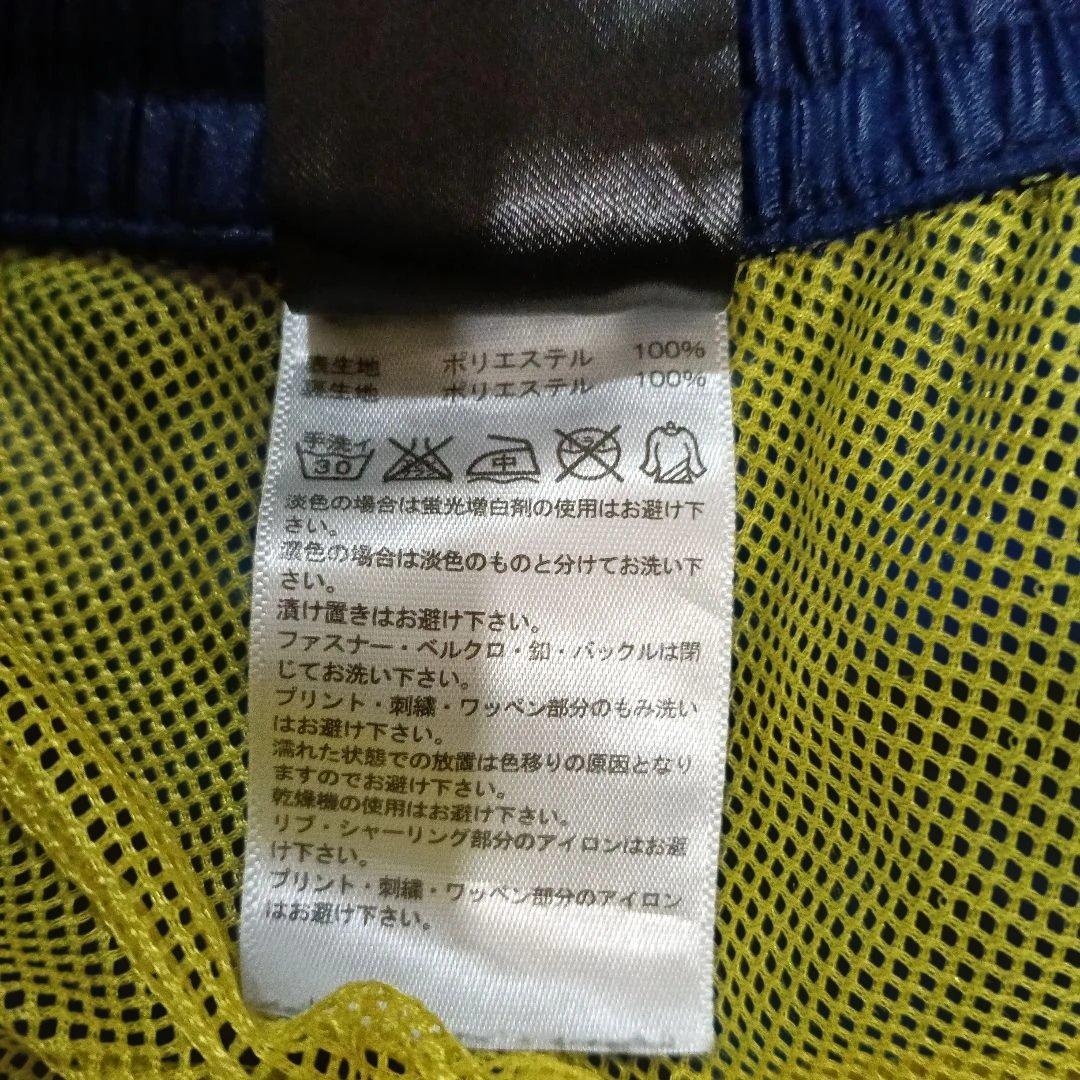 表生地 ポリエステル 100%
裏生地 ポリエステル 100%
手洗イ 30 中
淡色の場合は蛍光増白剤の使用はお避け下
さい。
濃色の場合は淡色のものと分けてお洗い下
さい。
漬け置きはお避け下さい。
ファスナー・ベルクロ・釦・バックルは閉
じてお洗い下さい。
プリント・刺繍・ワッペン部分のもみ洗い
はお避け下さい。
濡れた状態での放置は色移りの原因となり
ますのでお避け下さい。
乾燥機の使用はお避け下さい。
リブ・シャーリング部分のアイロンはお避
け下さい。
プリント・刺繍・ワッペン部分のアイロン
はお避け下さい。